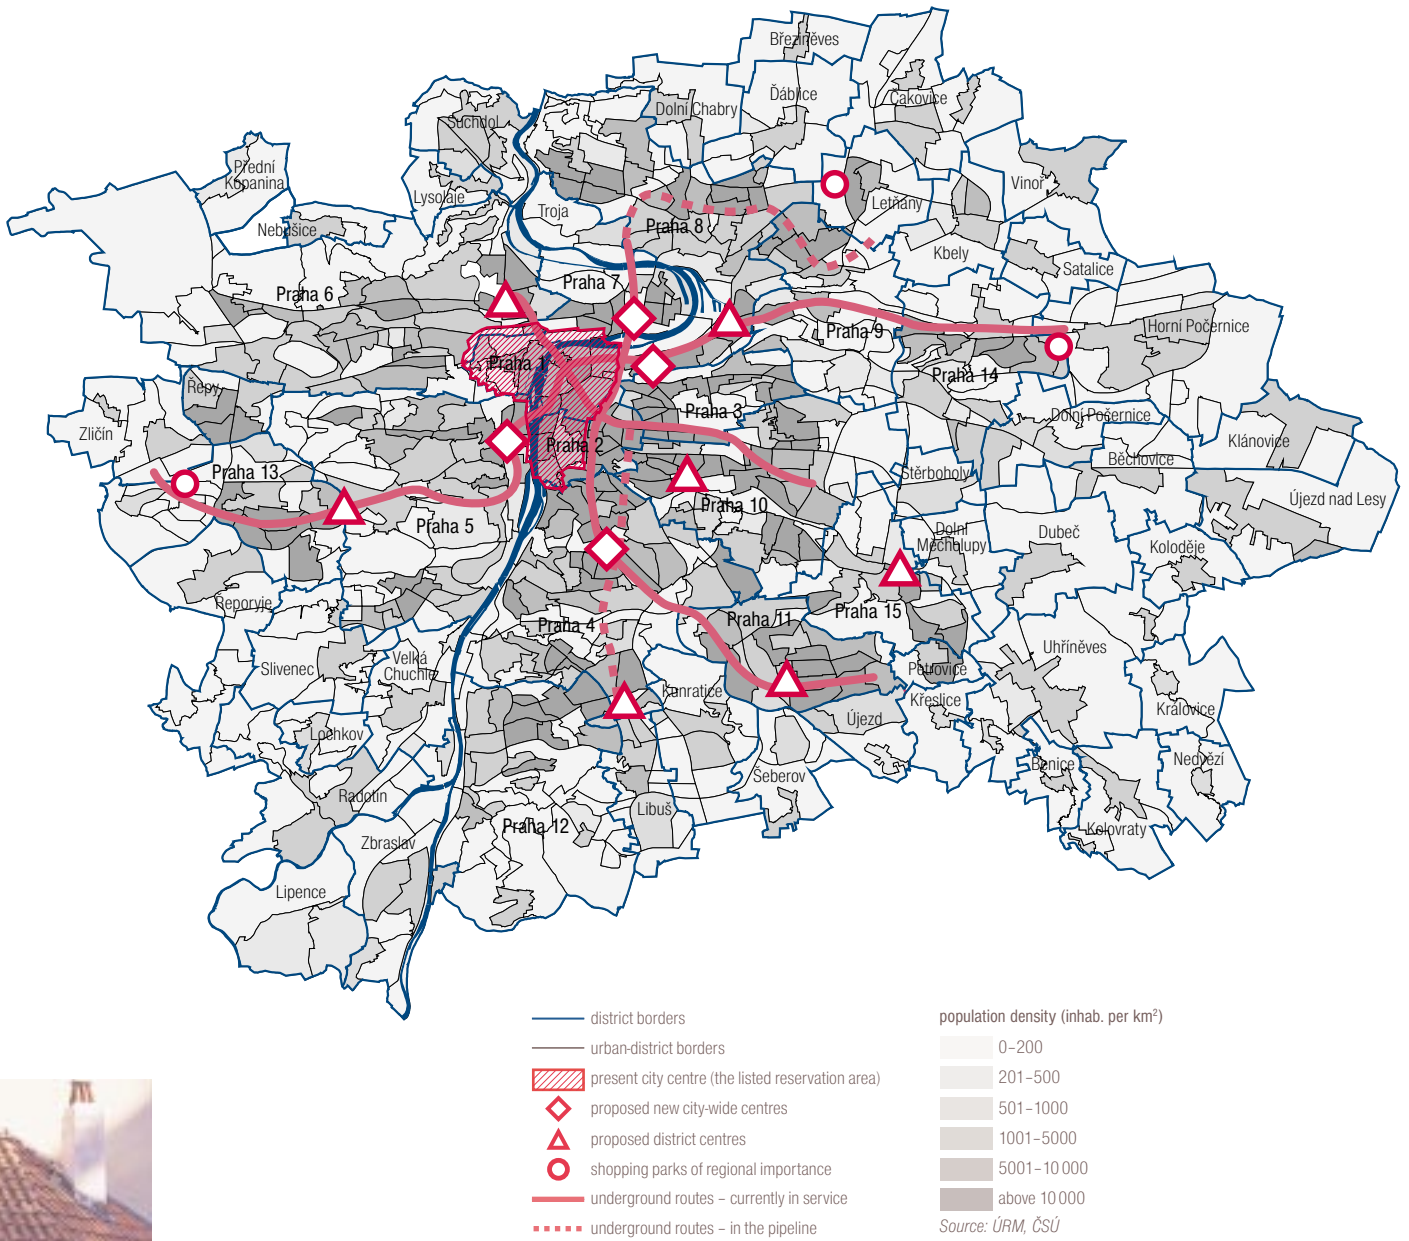 Březiněves
Ďáblice
Čakovice
Dolní Chabry
Suchdol
Přední
Kopanina
Lysolaje
Vinoř
Letňany
Troja
Nebušice
Praha 8
Kbely
Satalice
Praha 7
Praha 6
Horní Počernice
Praha 9
Praha 1
Praha 14
Řepy
Praha 3
Dolní Počernice
Zličín
Praha 2
Klánovice
Běchovice
Praha 13
Štěrboholy
Újezd nad Lesy
Praha 10
Praha 5
Dolní
Měcholupy
Dubeč
Koloděje
Řeporyje
Praha 15
Praha 11
Praha 4
Uhříněves
Velká
Chuchle
Slivenec
Petrovice
Kunratice
Křeslice
Královice
Újezd
Lochkov
Nedvězí
Benice
Šeberov
Radotín
Libuš
Praha 12
Kolovraty
Zbraslav
Lipence
district borders
urban-district borders
present city centre (the listed reservation area)
proposed new city-wide centres
proposed district centres
shopping parks of regional importance
underground routes – currently in service
underground routes – in the pipeline
population density (inhab. per km²)
0–200
201–500
501–1000
1001–5000
5001–10 000
above 10 000
Source: ÚRM, ČSÚ